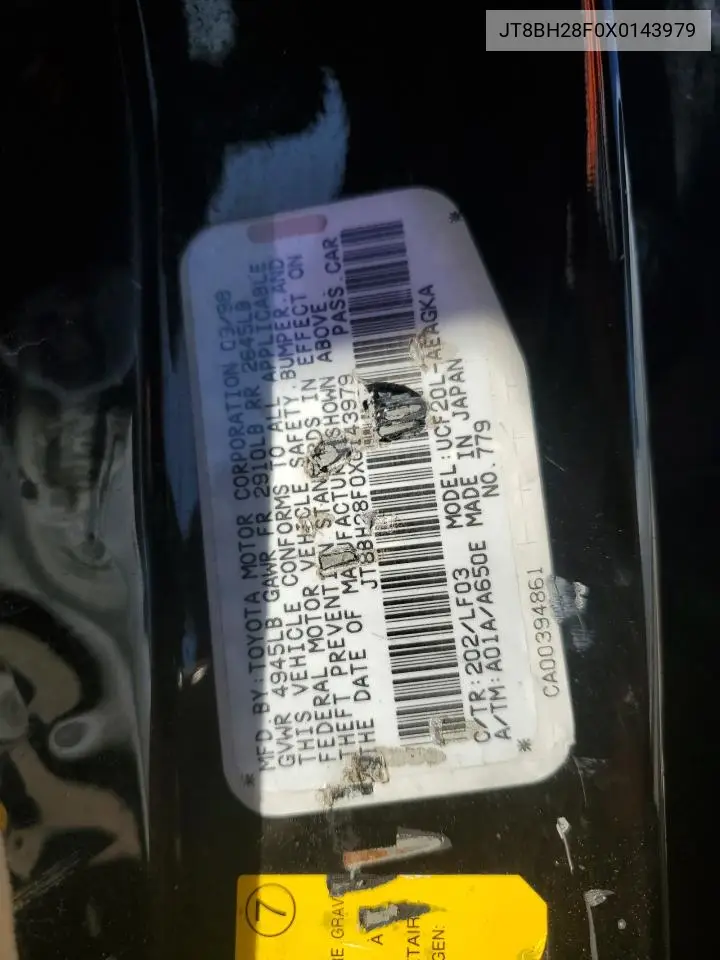 JT8BH28F0X0143979
MFD. BY: TOYOTA MOTOR CORPORATION 03/98
GVWR 4945LB GAWR FR 2910LB RR 2645LB
THIS VEHICLE CONFORMS TO ALL APPLICABLE
FEDERAL MOTOR VEHICLE SAFETY, BUMPER, AND
THEFT PREVENTION STANDARDS IN EFFECT ON
THE DATE OF MANUFACTURE SHOWN ABOVE.
JT8BH28F0X0143979 PASS. CAR
C/TR: 202/LF03 MODEL: UCF20L-AEAGKA
A/TM: A01A/A650E MADE IN JAPAN
NO. 779
CA00394861
7
A